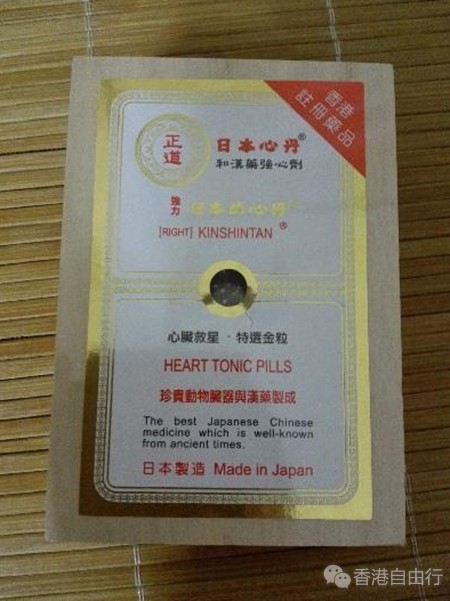 香港
註冊藥品
正道
日本心丹®
和漢藥強心劑
強力 日本的心丹®
[RIGHT] KINSHINTAN ®
心臟救星・特選金粒
HEART TONIC PILLS
珍貴動物臟器與漢藥製成
The best Japanese Chinese
medicine which is well-known
from ancient times.
日本製造 Made in Japan
香港自由行